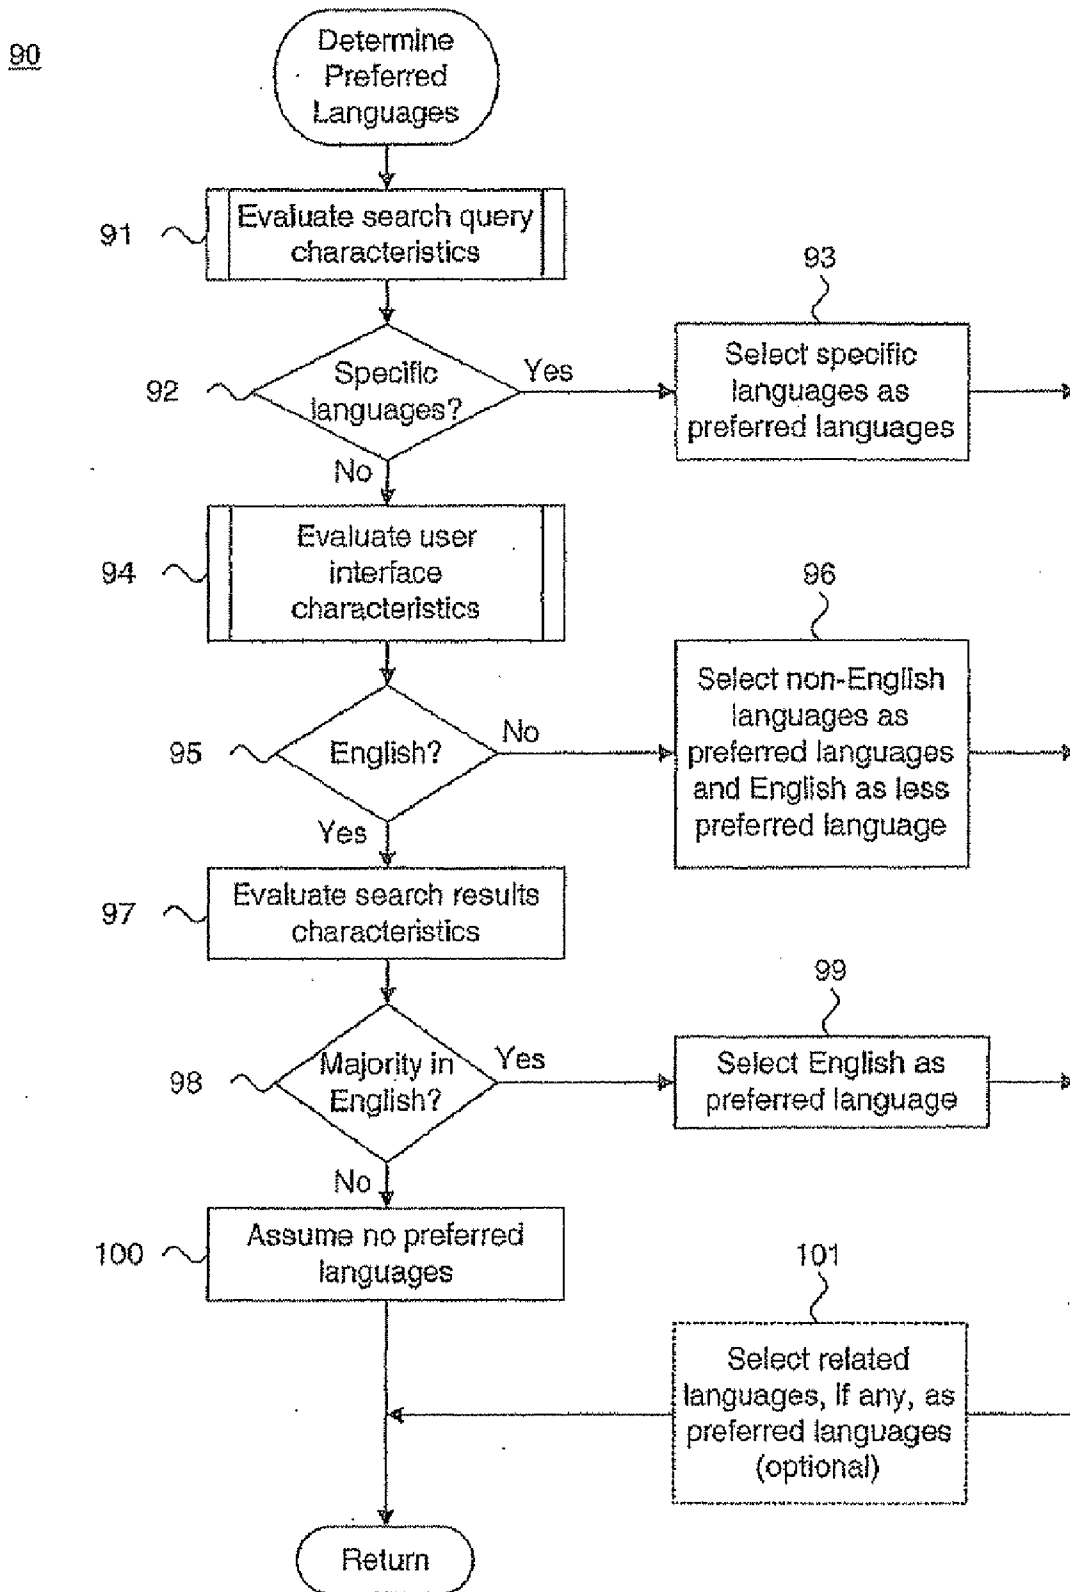 90
Determine
Preferred
Languages
91
Evaluate search query
characteristics
92
Specific
languages?
Yes
93
Select specific
languages as
preferred languages
No
94
Evaluate user
interface
characteristics
95
English?
No
96
Select non-English
languages as
preferred languages
and English as less
preferred language
Yes
97
Evaluate search results
characteristics
98
Majority in
English?
Yes
99
Select English as
preferred language
No
100
Assume no preferred
languages
101
Select related
languages, if any, as
preferred languages
(optional)
Return